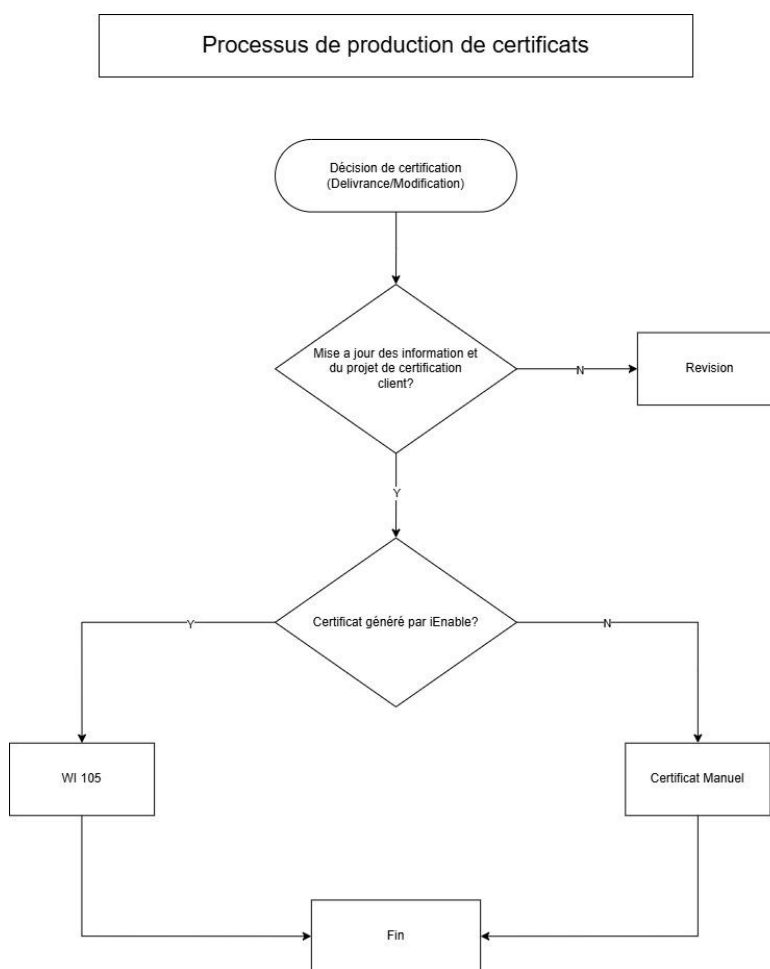 Processus de production de certificats
Décision de certification
(Delivrance/Modification)
Mise a jour des information et
du projet de certification
client?
N
Revision
Y
Certificat généré par iEnable?
Y
N
WI 105
Certificat Manuel
Fin